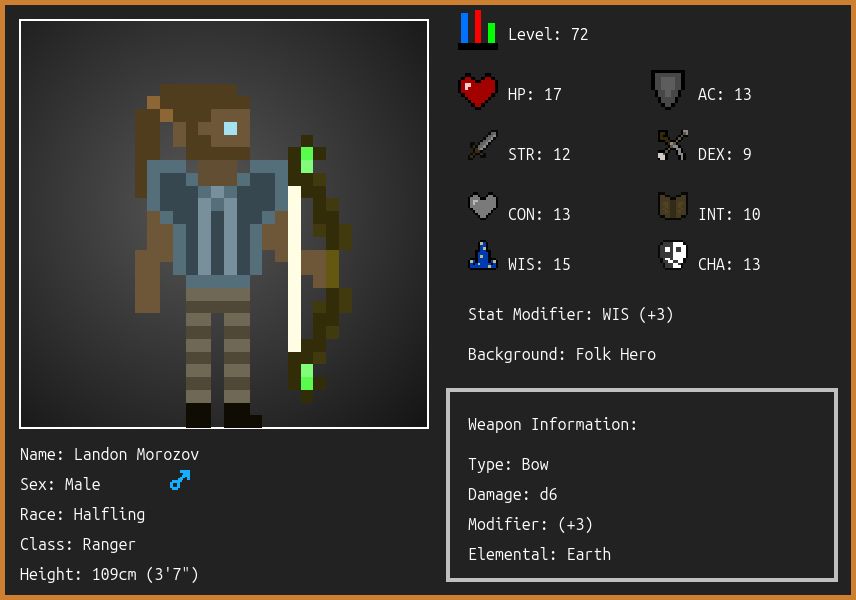 Level: 72
HP: 17
AC: 13
STR: 12
DEX: 9
CON: 13
INT: 10
WIS: 15
CHA: 13
Stat Modifier: WIS (+3)
Background: Folk Hero
Weapon Information:
Type: Bow
Damage: d6
Modifier: (+3)
Elemental: Earth
Name: Landon Morozov
Sex: Male
Race: Halfling
Class: Ranger
Height: 109cm (3'7")